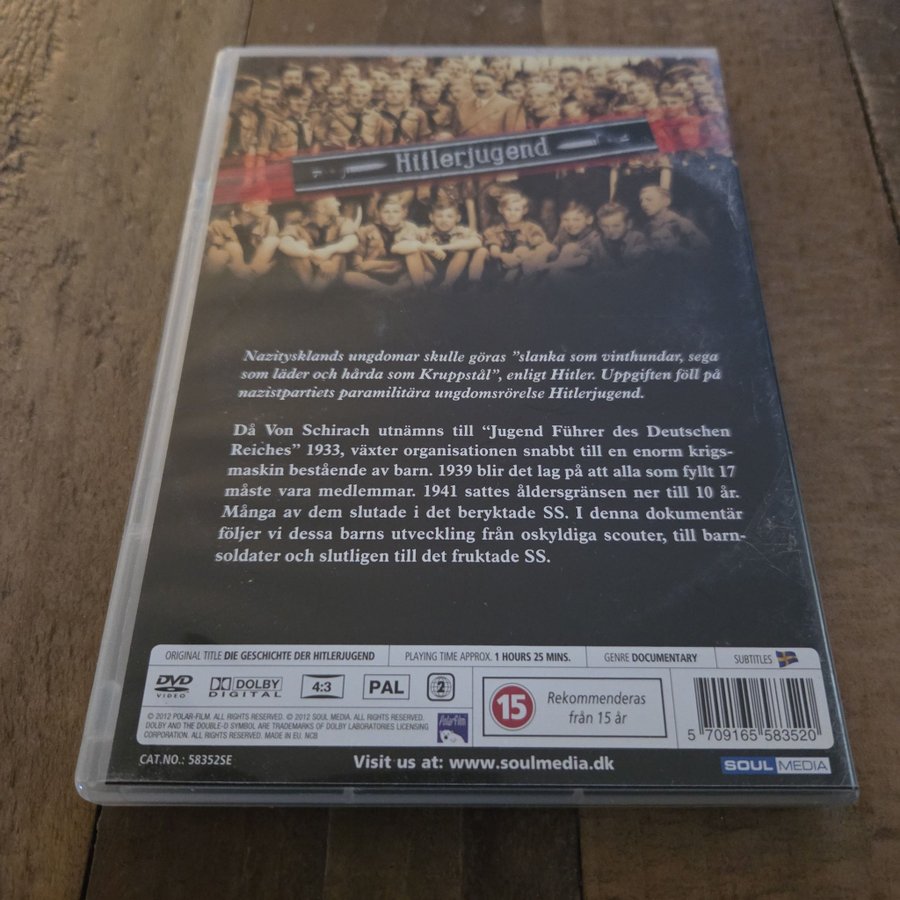 Hitlerjugend
Nazitysklands ungdomar skulle göras "slanka som vinthundar, sega
som läder och hårda som Kruppstål", enligt Hitler. Uppgiften föll på
nazistpartiets paramilitära ungdomsrörelse Hitlerjugend.
Då Von Schirach utnämns till "Jugend Führer des Deutschen
Reiches" 1933, växter organisationen snabbt till en enorm krigs-
maskin bestående av barn. 1939 blir det lag på att alla som fyllt 17
måste vara medlemmar. 1941 sattes åldersgränsen ner till 10 år.
Många av dem slutade i det beryktade SS. I denna dokumentär
följer vi dessa barns utveckling från oskyldiga scouter, till barn-
soldater och slutligen till det fruktade SS.
ORIGINAL TITLE DIE GESCHICHTE DER HITLERJUGEND PLAYING TIME APPROX. 1 HOURS 25 MINS. GENRE DOCUMENTARY SUBTITLES
DVD VIDEO DOLBY DIGITAL 4:3 PAL 2
15 Rekommenderas
från 15 år
© 2012 POLAR-FILM. ALL RIGHTS RESERVED. © 2012 SOUL MEDIA. ALL RIGHTS RESERVED.
DOLBY AND THE DOUBLE-D SYMBOL ARE TRADEMARKS OF DOLBY LABORATORIES LICENSING
CORPORATION. ALL RIGHTS RESERVED. MADE IN EU. NCB
Polar-Film
5 709165 583520
CAT.NO.: 58352SE Visit us at: www.soulmedia.dk SOUL MEDIA